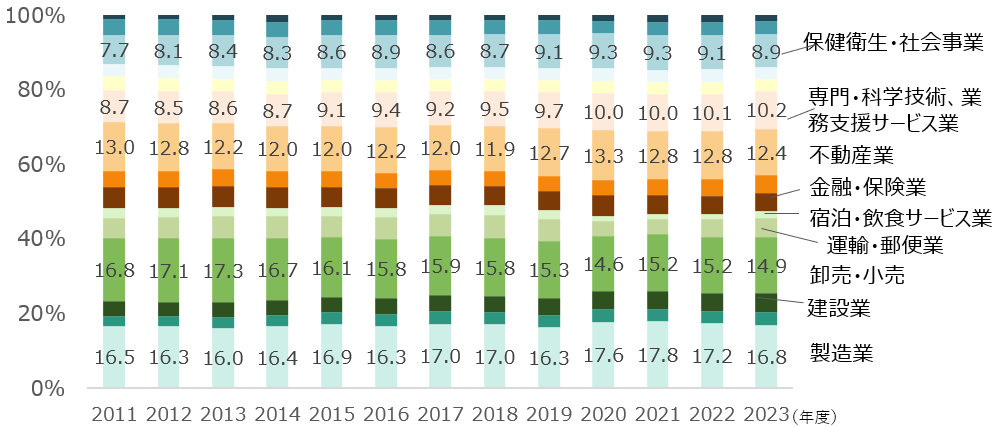 100%
7.7 8.1 8.4 8.3 8.6 8.9 8.6 8.7 9.1 9.3 9.3 9.1 8.9
保健衛生・社会事業
80%
8.7 8.5 8.6 8.7 9.1 9.4 9.2 9.5 9.7 10.0 10.0 10.1 10.2
専門・科学技術、業
務支援サービス業
13.0 12.8 12.2 12.0 12.0 12.2 12.0 11.9 12.7 13.3 12.8 12.8 12.4
不動産業
60%
金融・保険業
宿泊・飲食サービス業
40%
運輸・郵便業
16.8 17.1 17.3 16.7 16.1 15.8 15.9 15.8 15.3 14.6 15.2 15.2 14.9
卸売・小売
20%
建設業
16.5 16.3 16.0 16.4 16.9 16.3 17.0 17.0 16.3 17.6 17.8 17.2 16.8
製造業
0%
2011 2012 2013 2014 2015 2016 2017 2018 2019 2020 2021 2022 2023 (年度)